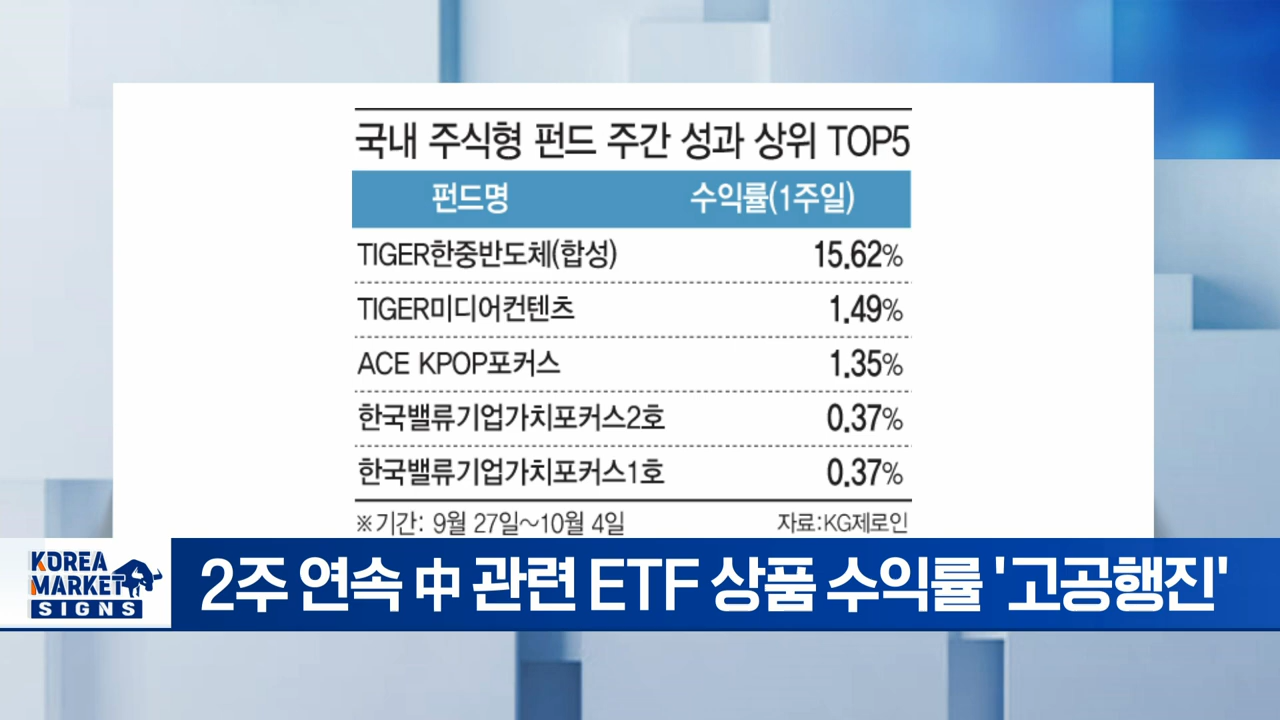 국내 주식형 펀드 주간 성과 상위 TOP5
펀드명 수익률(1주일)
TIGER한중반도체(합성) 15.62%
TIGER미디어컨텐츠 1.49%
ACE KPOP포커스 1.35%
한국밸류기업가치포커스2호 0.37%
한국밸류기업가치포커스1호 0.37%
※기간: 9월 27일~10월 4일 자료:KG제로인
KOREA
MARKET
SIGNS
2주 연속 中 관련 ETF 상품 수익률 '고공행진'